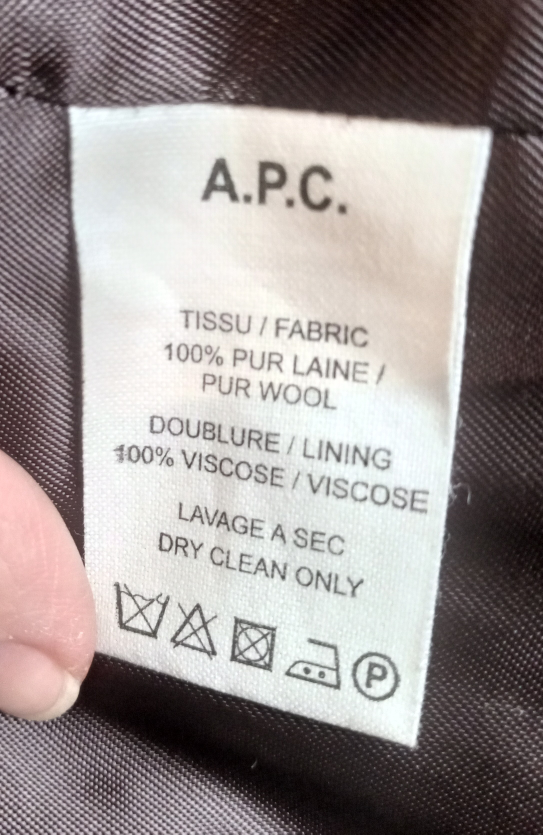 A.P.C.
TISSU / FABRIC
100% PUR LAINE /
PUR WOOL
DOUBLURE / LINING
100% VISCOSE / VISCOSE
LAVAGE A SEC
DRY CLEAN ONLY
P